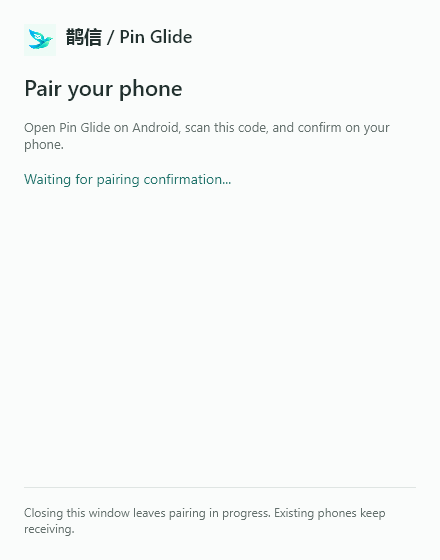 鹊信 / Pin Glide
Pair your phone
Open Pin Glide on Android, scan this code, and confirm on your
phone.
Waiting for pairing confirmation...
Closing this window leaves pairing in progress. Existing phones keep
receiving.